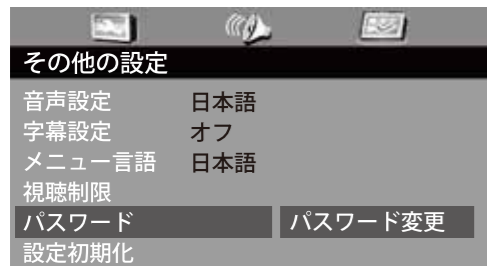 その他の設定
音声設定 日本語
字幕設定 オフ
メニュー言語 日本語
視聴制限
パスワード パスワード変更
設定初期化